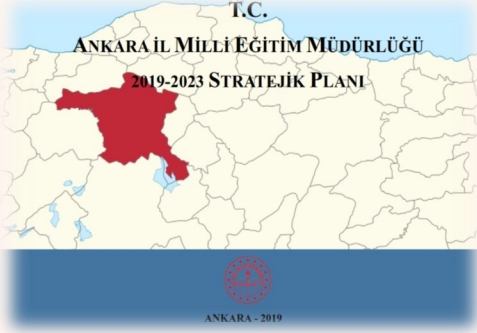 T.C.
ANKARA İL MİLLİ EĞİTİM MÜDÜRLÜĞÜ
2019-2023 STRATEJİK PLANI
ANKARA - 2019